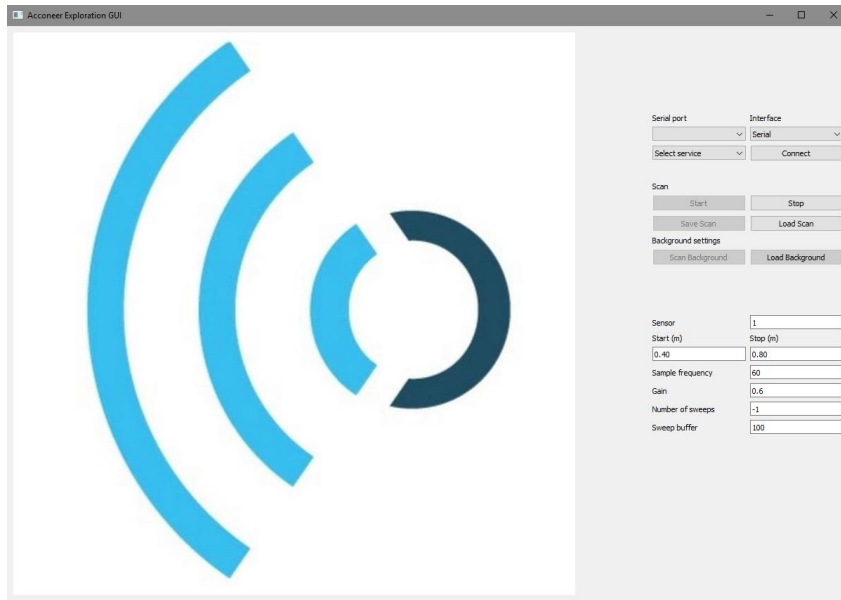 Acconeer Exploration GUI
Serial port Interface
Serial
Select service Connect
Scan
Start Stop
Save Scan Load Scan
Background settings
Scan Background Load Background
Sensor 1
Start (m) Stop (m)
0.40 0.80
Sample frequency 60
Gain 0.6
Number of sweeps -1
Sweep buffer 100